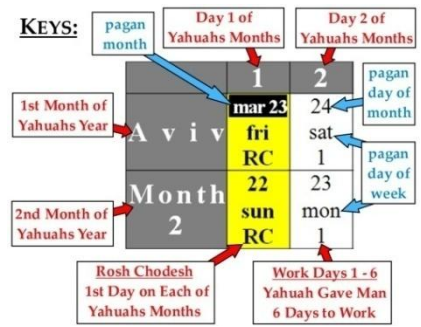 KEYS:
pagan
month
Day 1 of
Yahuahs Months
Day 2 of
Yahuahs Months
1 2
pagan
day of
month
1st Month of
Yahuahs Year
Aviv
mar 23 24
fri sat
RC 1
pagan
day of
week
Month
2
22 23
sun mon
RC 1
2nd Month of
Yahuahs Year
Rosh Chodesh
1st Day on Each of
Yahuahs Months
Work Days 1 - 6
Yahuah Gave Man
6 Days to Work